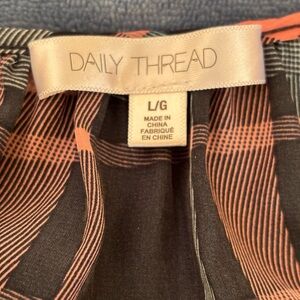 DAILY THREAD
L/G
MADE IN
CHINA
FABRIQUÉ
EN CHINE